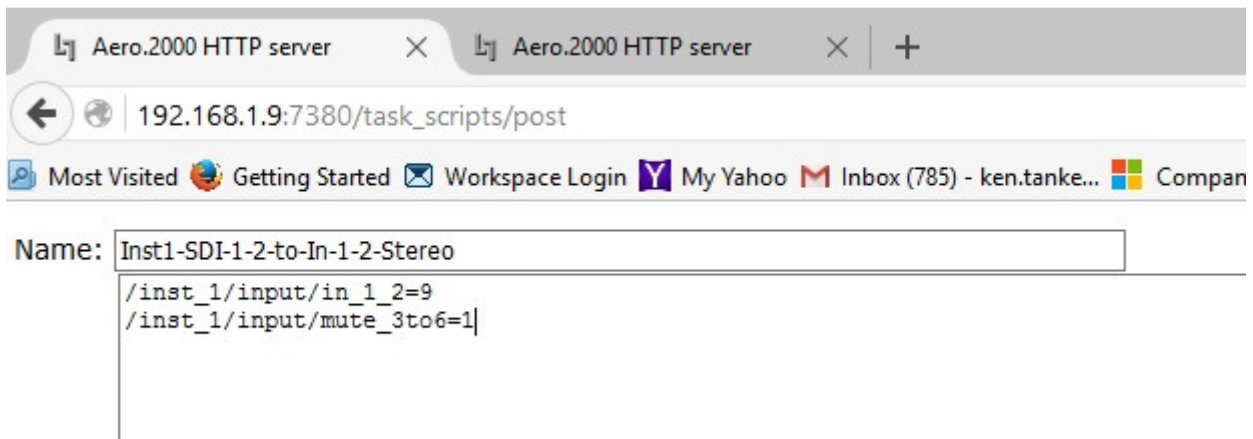 Aero.2000 HTTP server Aero.2000 HTTP server
192.168.1.9:7380/task_scripts/post
Most Visited Getting Started Workspace Login My Yahoo Inbox (785) - ken.tanke... Compan
Name: Inst1-SDI-1-2-to-In-1-2-Stereo
/inst_1/input/in_1_2=9
/inst_1/input/mute_3to6=1